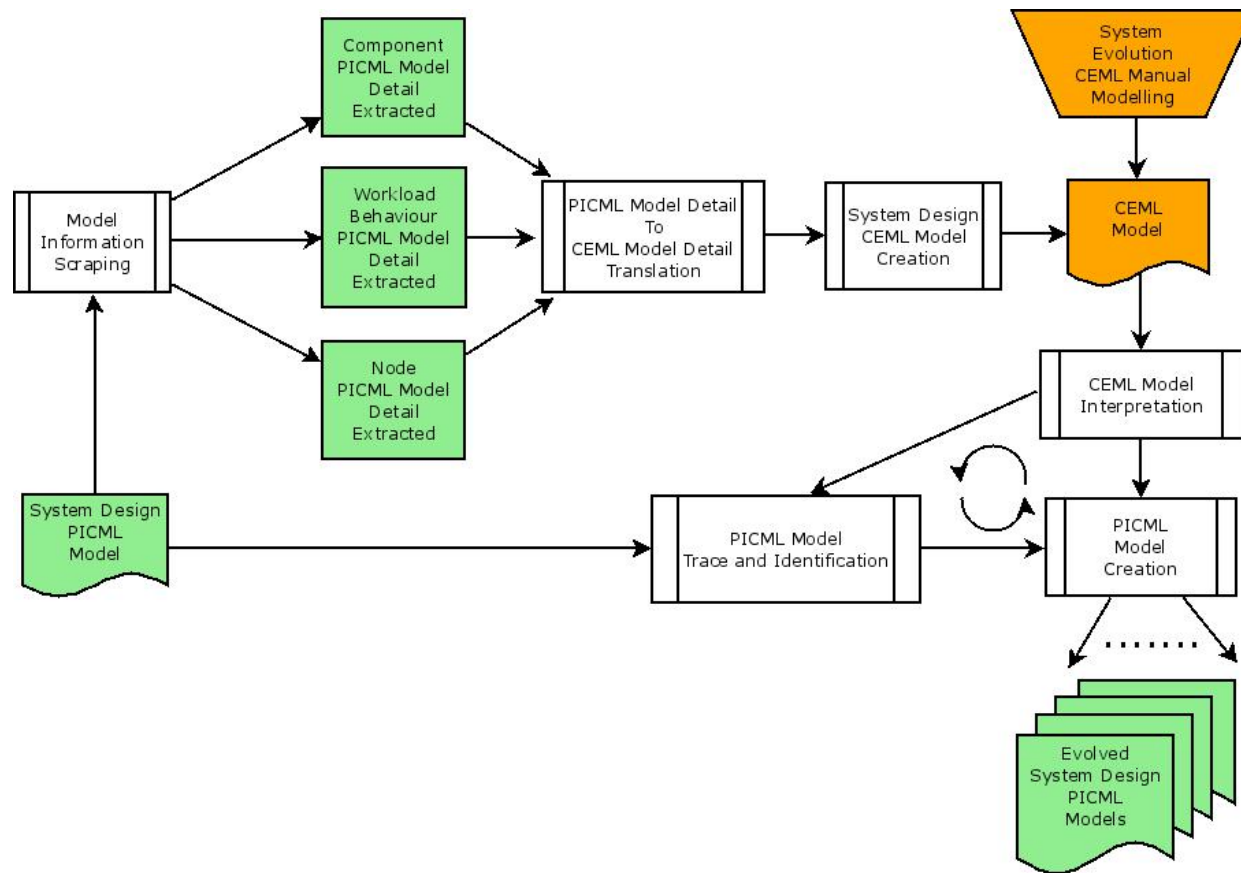 Component
PICML Model
Detail
Extracted
System
Evolution
CEML Manual
Modelling
Model
Information
Scraping
Workload
Behaviour
PICML Model
Detail
Extracted
PICML Model Detail
To
CEML Model Detail
Translation
System Design
CEML Model
Creation
CEML
Model
Node
PICML Model
Detail
Extracted
CEML Model
Interpretation
System Design
PICML
Model
PICML Model
Trace and Identification
PICML
Model
Creation
.......
Evolved
System Design
PICML
Models